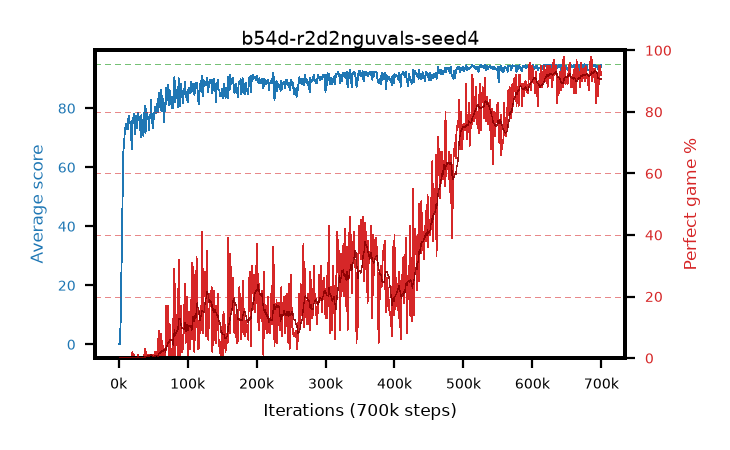 b54d-r2d2nguvals-seed4
100
80
80
60
60
40
40
20
20
0
0
Average score
Perfect game %
0k 100k 200k 300k 400k 500k 600k 700k
Iterations (700k steps)